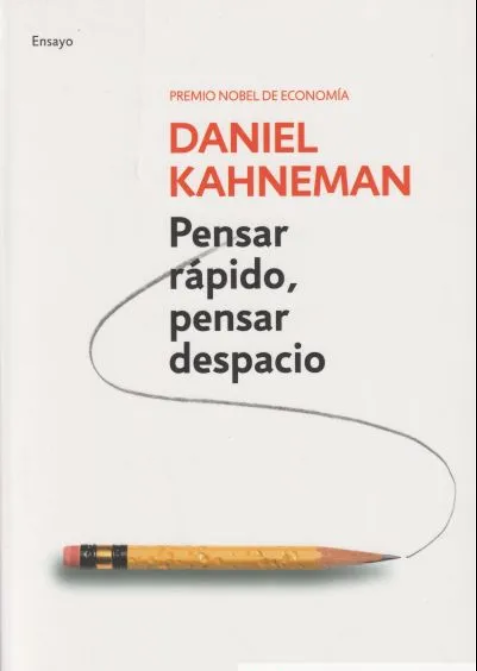 Ensayo
PREMIO NOBEL DE ECONOMÍA
DANIEL
KAHNEMAN
Pensar
rápido,
pensar
despacio